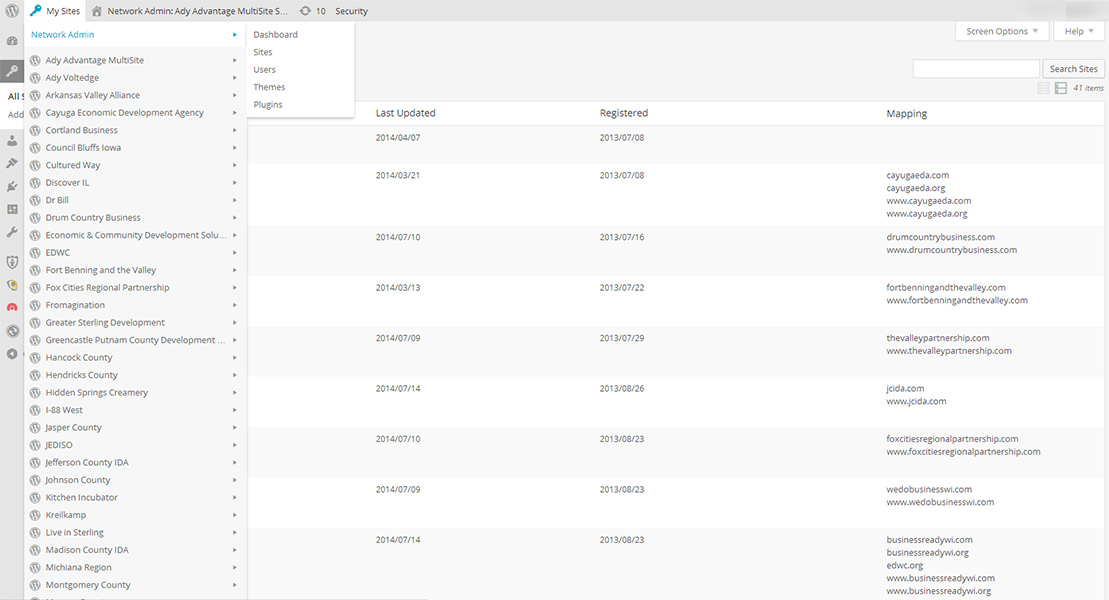 My Sites
Network Admin: Ady Advantage MultiSite S...
10
Security
Network Admin
Dashboard
Sites
Users
Themes
Plugins
Screen Options
Help
Search Sites
41 items
All S
Add
Ady Advantage MultiSite
Ady Voltedge
Arkansas Valley Alliance
Cayuga Economic Development Agency
Cortland Business
Council Bluffs Iowa
Cultured Way
Discover IL
Dr Bill
Drum Country Business
Economic & Community Development Solu...
EDWC
Fort Benning and the Valley
Fox Cities Regional Partnership
Fromagination
Greater Sterling Development
Greencastle Putnam County Development ...
Hancock County
Hendricks County
Hidden Springs Creamery
I-88 West
Jasper County
JEDISO
Jefferson County IDA
Johnson County
Kitchen Incubator
Kreilkamp
Live in Sterling
Madison County IDA
Michiana Region
Montgomery County
Last Updated
Registered
Mapping
2014/04/07
2013/07/08
2014/03/21
2013/07/08
cayugaeda.com
cayugaeda.org
www.cayugaeda.com
www.cayugaeda.org
2014/07/10
2013/07/16
drumcountrybusiness.com
www.drumcountrybusiness.com
2014/03/13
2013/07/22
fortbenningandthevalley.com
www.fortbenningandthevalley.com
2014/07/09
2013/07/29
thevalleypartnership.com
www.thevalleypartnership.com
2014/07/14
2013/08/26
jcida.com
www.jcida.com
2014/07/10
2013/08/23
foxcitiesregionalpartnership.com
www.foxcitiesregionalpartnership.com
2014/07/09
2013/08/23
wedobusinesswi.com
www.wedobusinesswi.com
2014/07/14
2013/08/23
businessreadywi.com
businessreadywi.org
edwc.org
www.businessreadywi.com
www.businessreadywi.org